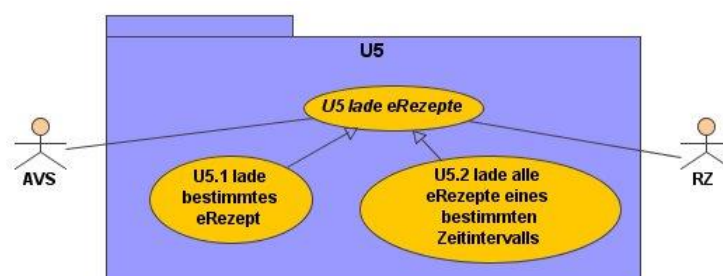 U5
U5 lade eRezepte
AVS
RZ
U5.1 lade
bestimmtes
eRezept
U5.2 lade alle
eRezepte eines
bestimmten
Zeitintervalls